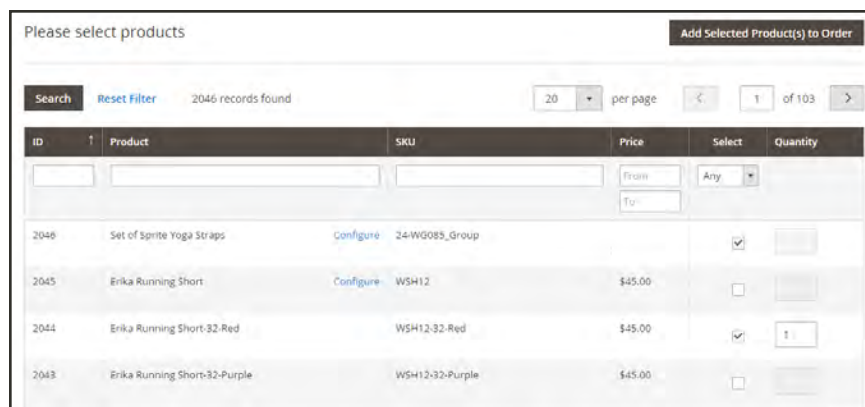 Please select products
Add Selected Product(s) to Order
Search Reset Filter 2046 records found 20 per page 1 of 103
ID Product SKU Price Select Quantity
From Any
To
2046 Set of Sprite Yoga Straps Configure 24-WG085_Group
2045 Erika Running Short Configure WSH12 $45.00
2044 Erika Running Short-32-Red WSH12-32-Red $45.00 1
2043 Erika Running Short-32-Purple WSH12-32-Purple $45.00